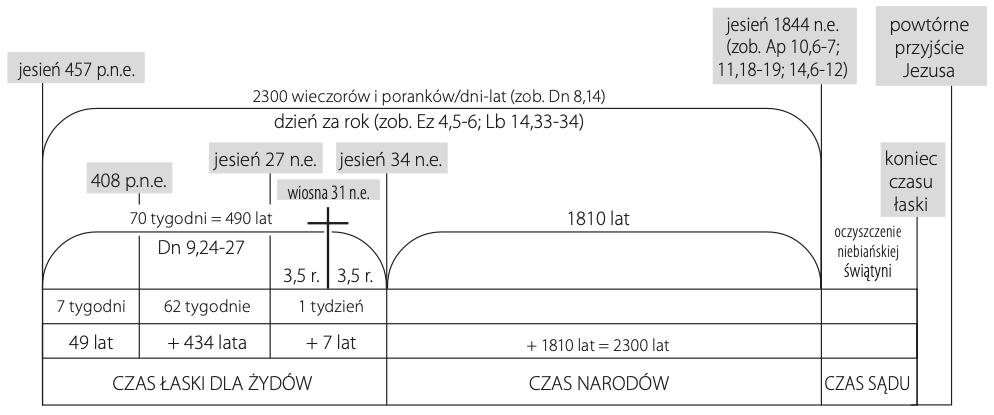 jesień 1844 n.e.
(zob. Ap 10,6-7;
11,18-19; 14,6-12)
powtórne
przyjście
Jezusa
jesień 457 p.n.e.
2300 wieczorów i poranków/dni-lat (zob. Dn 8,14)
dzień za rok (zob. Ez 4,5-6; Lb 14,33-34)
jesień 27 n.e.
jesień 34 n.e.
koniec
czasu
łaski
408 p.n.e.
wiosna 31 n.e.
70 tygodni = 490 lat
Dn 9,24-27
1810 lat
oczyszczenie
niebiańskiej
świątyni
3,5 r.
3,5 r.
7 tygodni
62 tygodnie
1 tydzień
49 lat
+ 434 lata
+ 7 lat
+ 1810 lat = 2300 lat
CZAS ŁASKI DLA ŻYDÓW
CZAS NARODÓW
CZAS SĄDU